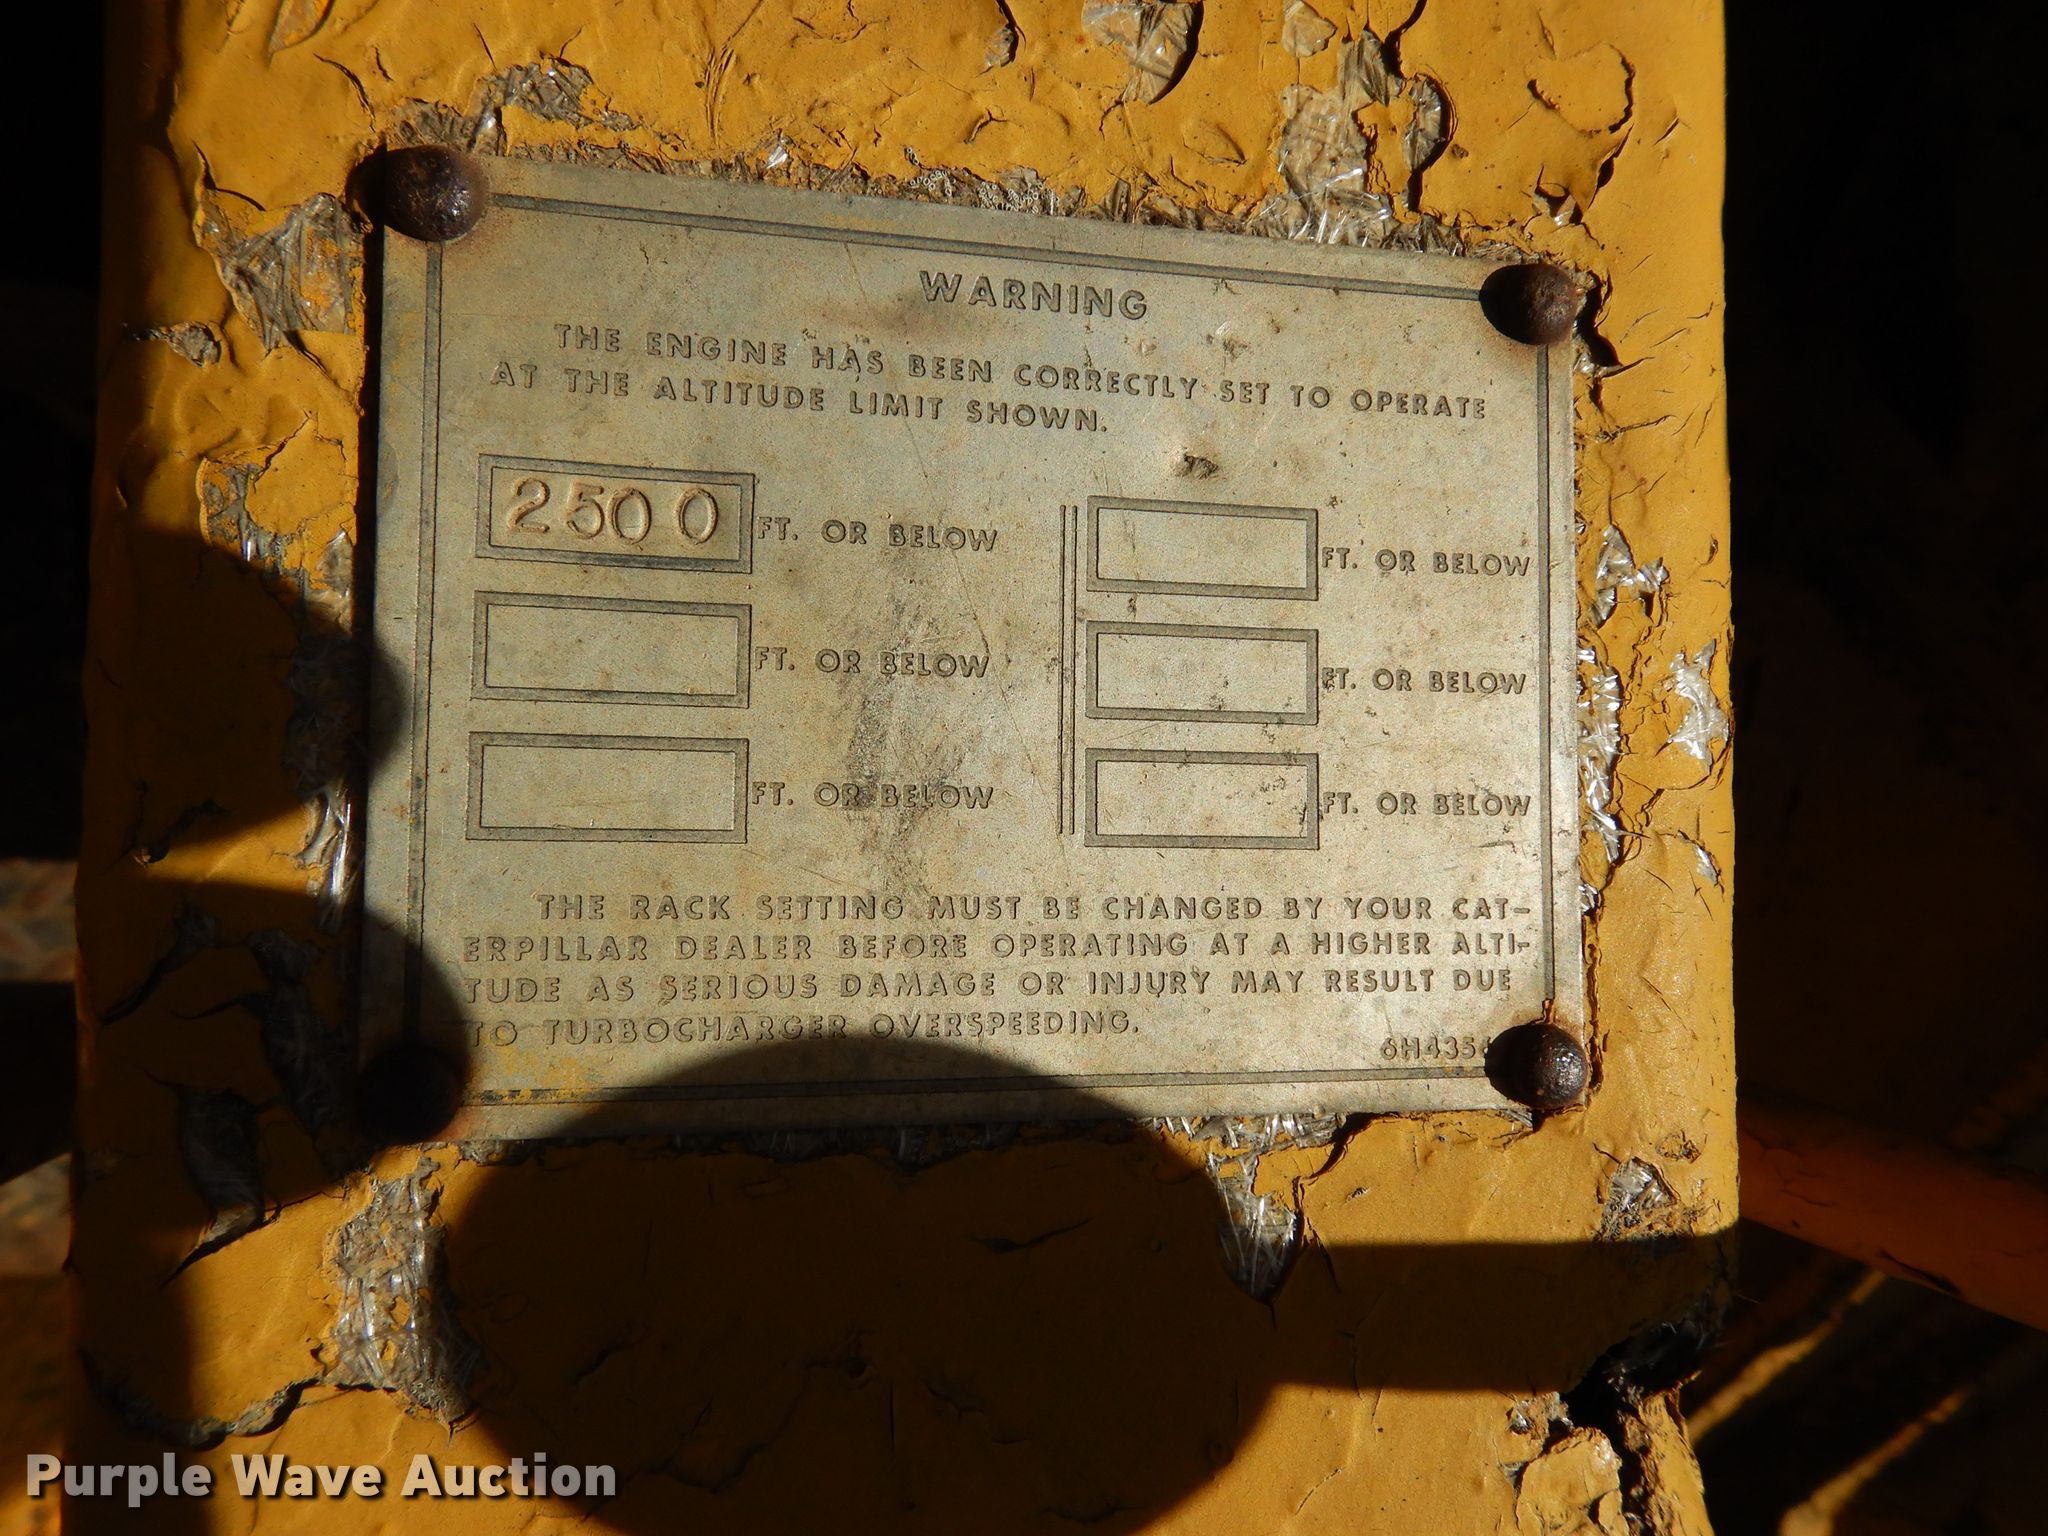 WARNING
THE ENGINE HAS BEEN CORRECTLY SET TO OPERATE
AT THE ALTITUDE LIMIT SHOWN.
2500 FT. OR BELOW
FT. OR BELOW
FT. OR BELOW
FT. OR BELOW
FT. OR BELOW
FT. OR BELOW
THE RACK SETTING MUST BE CHANGED BY YOUR CAT-
ERPILLAR DEALER BEFORE OPERATING AT A HIGHER ALTI-
TUDE AS SERIOUS DAMAGE OR INJURY MAY RESULT DUE
TO TURBOCHARGER OVERSPEEDING.
Purple Wave Auction